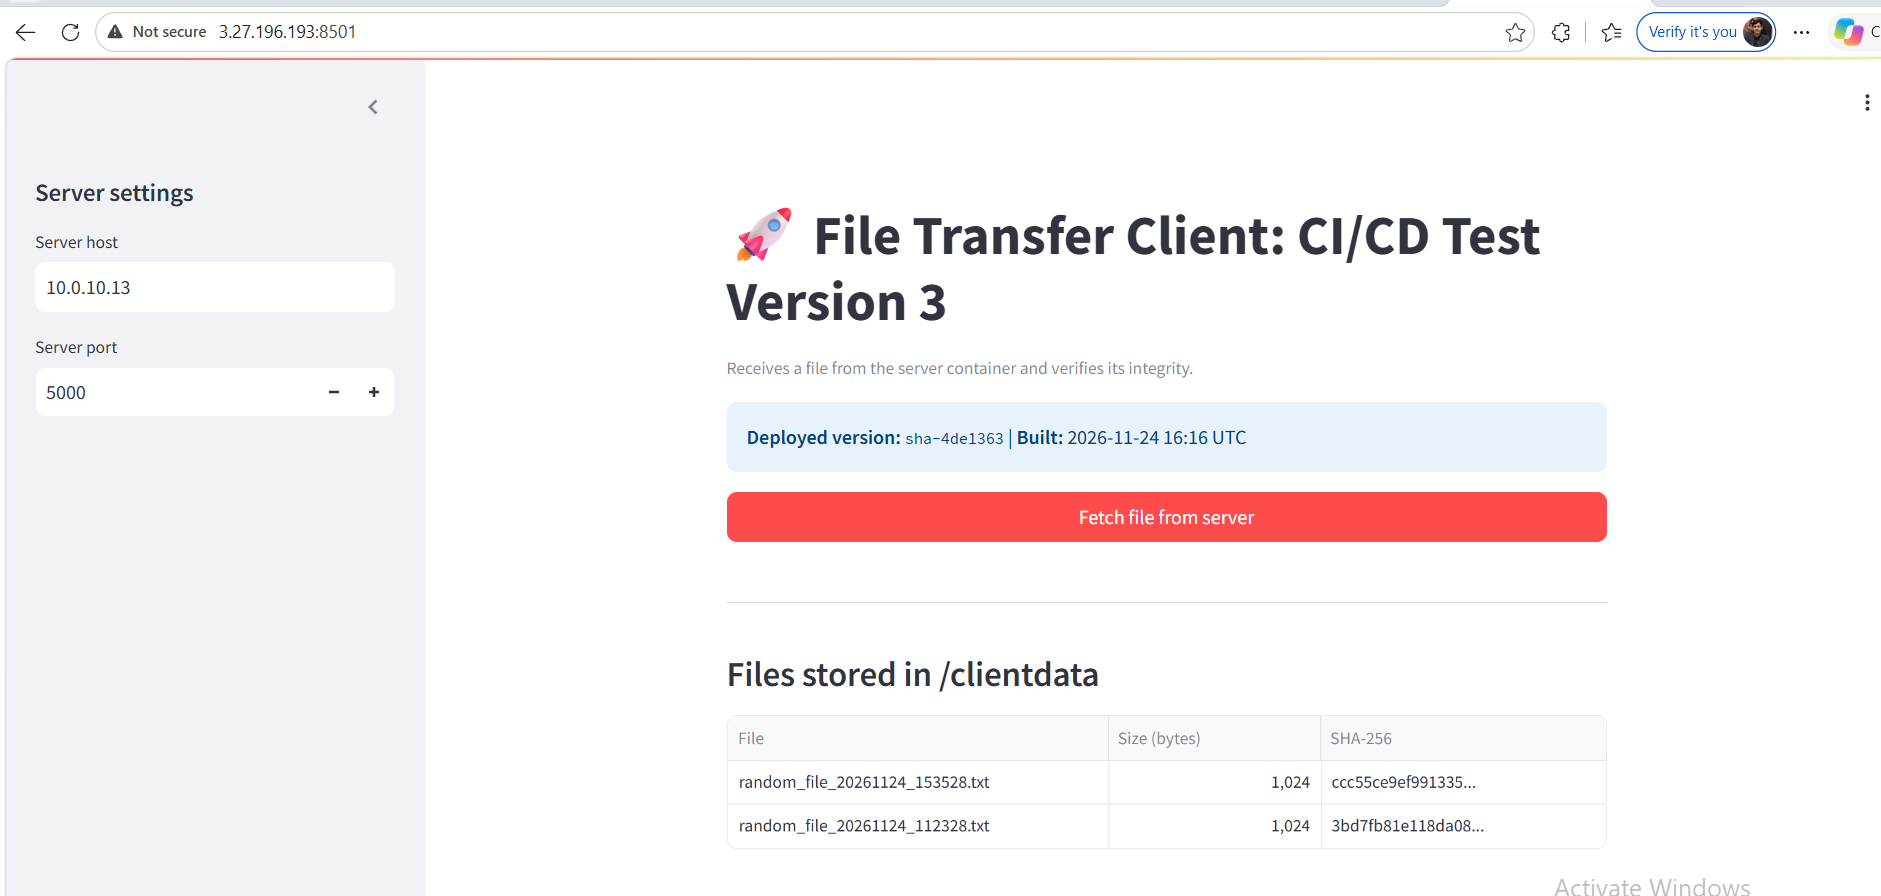 Not secure 3.27.196.193:8501
Verify it's you
C
Server settings
Server host
10.0.10.13
Server port
5000
File Transfer Client: CI/CD Test
Version 3
Receives a file from the server container and verifies its integrity.
Deployed version: sha-4de1363 | Built: 2026-11-24 16:16 UTC
Fetch file from server
Files stored in /clientdata
File Size (bytes) SHA-256
random_file_20261124_153528.txt 1,024 ccc55ce9ef991335...
random_file_20261124_112328.txt 1,024 3bd7fb81e118da08...
Activate Windows